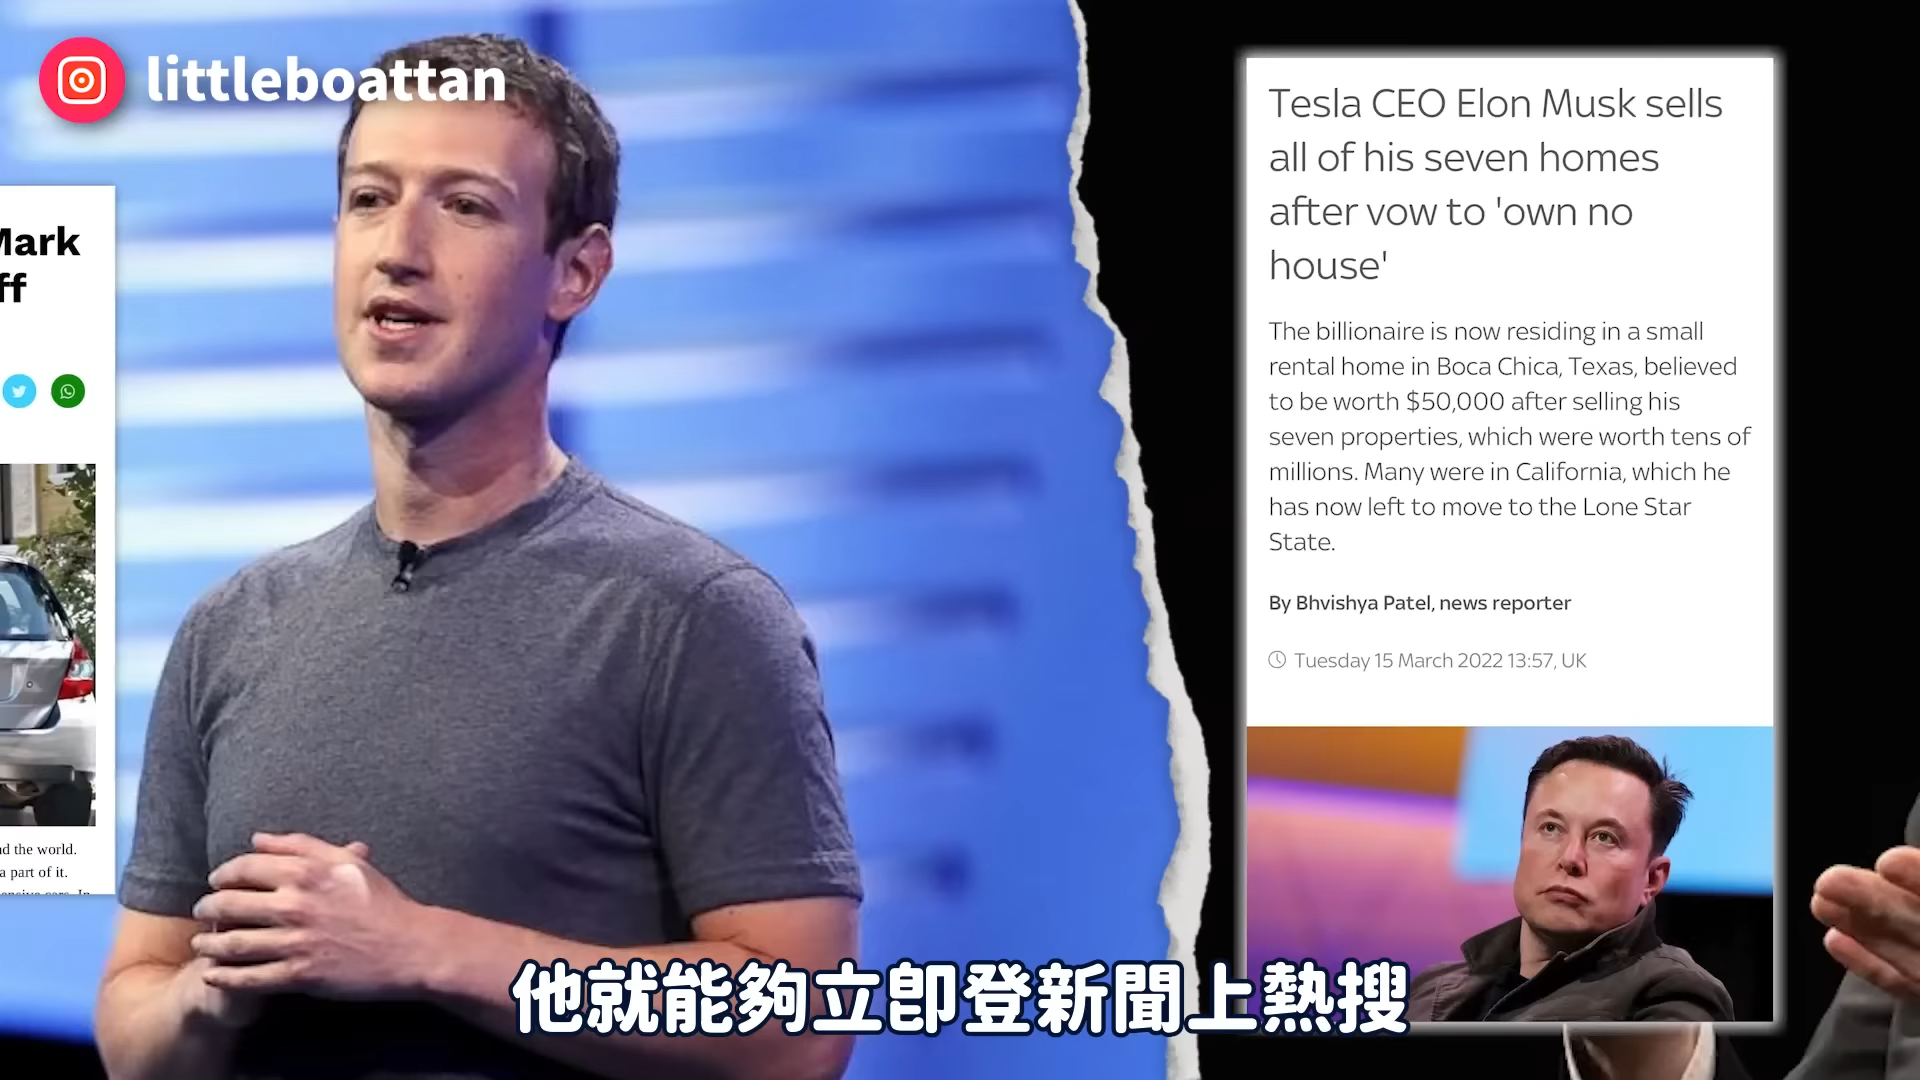 littleboattan
Mark
ff
nd the world.
a part of it.
Tesla CEO Elon Musk sells
all of his seven homes
after vow to 'own no
house'
The billionaire is now residing in a small
rental home in Boca Chica, Texas, believed
to be worth $50,000 after selling his
seven properties, which were worth tens of
millions. Many were in California, which he
has now left to move to the Lone Star
State.
By Bhvishya Patel, news reporter
Tuesday 15 March 2022 13:57, UK
他就能夠立即登新聞上熱搜